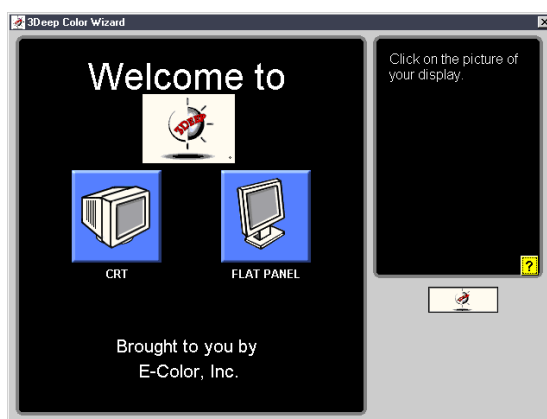 3Deep Color Wizard
Welcome to
3DEEP
CRT
FLAT PANEL
Brought to you by
E-Color, Inc.
Click on the picture of
your display.
?